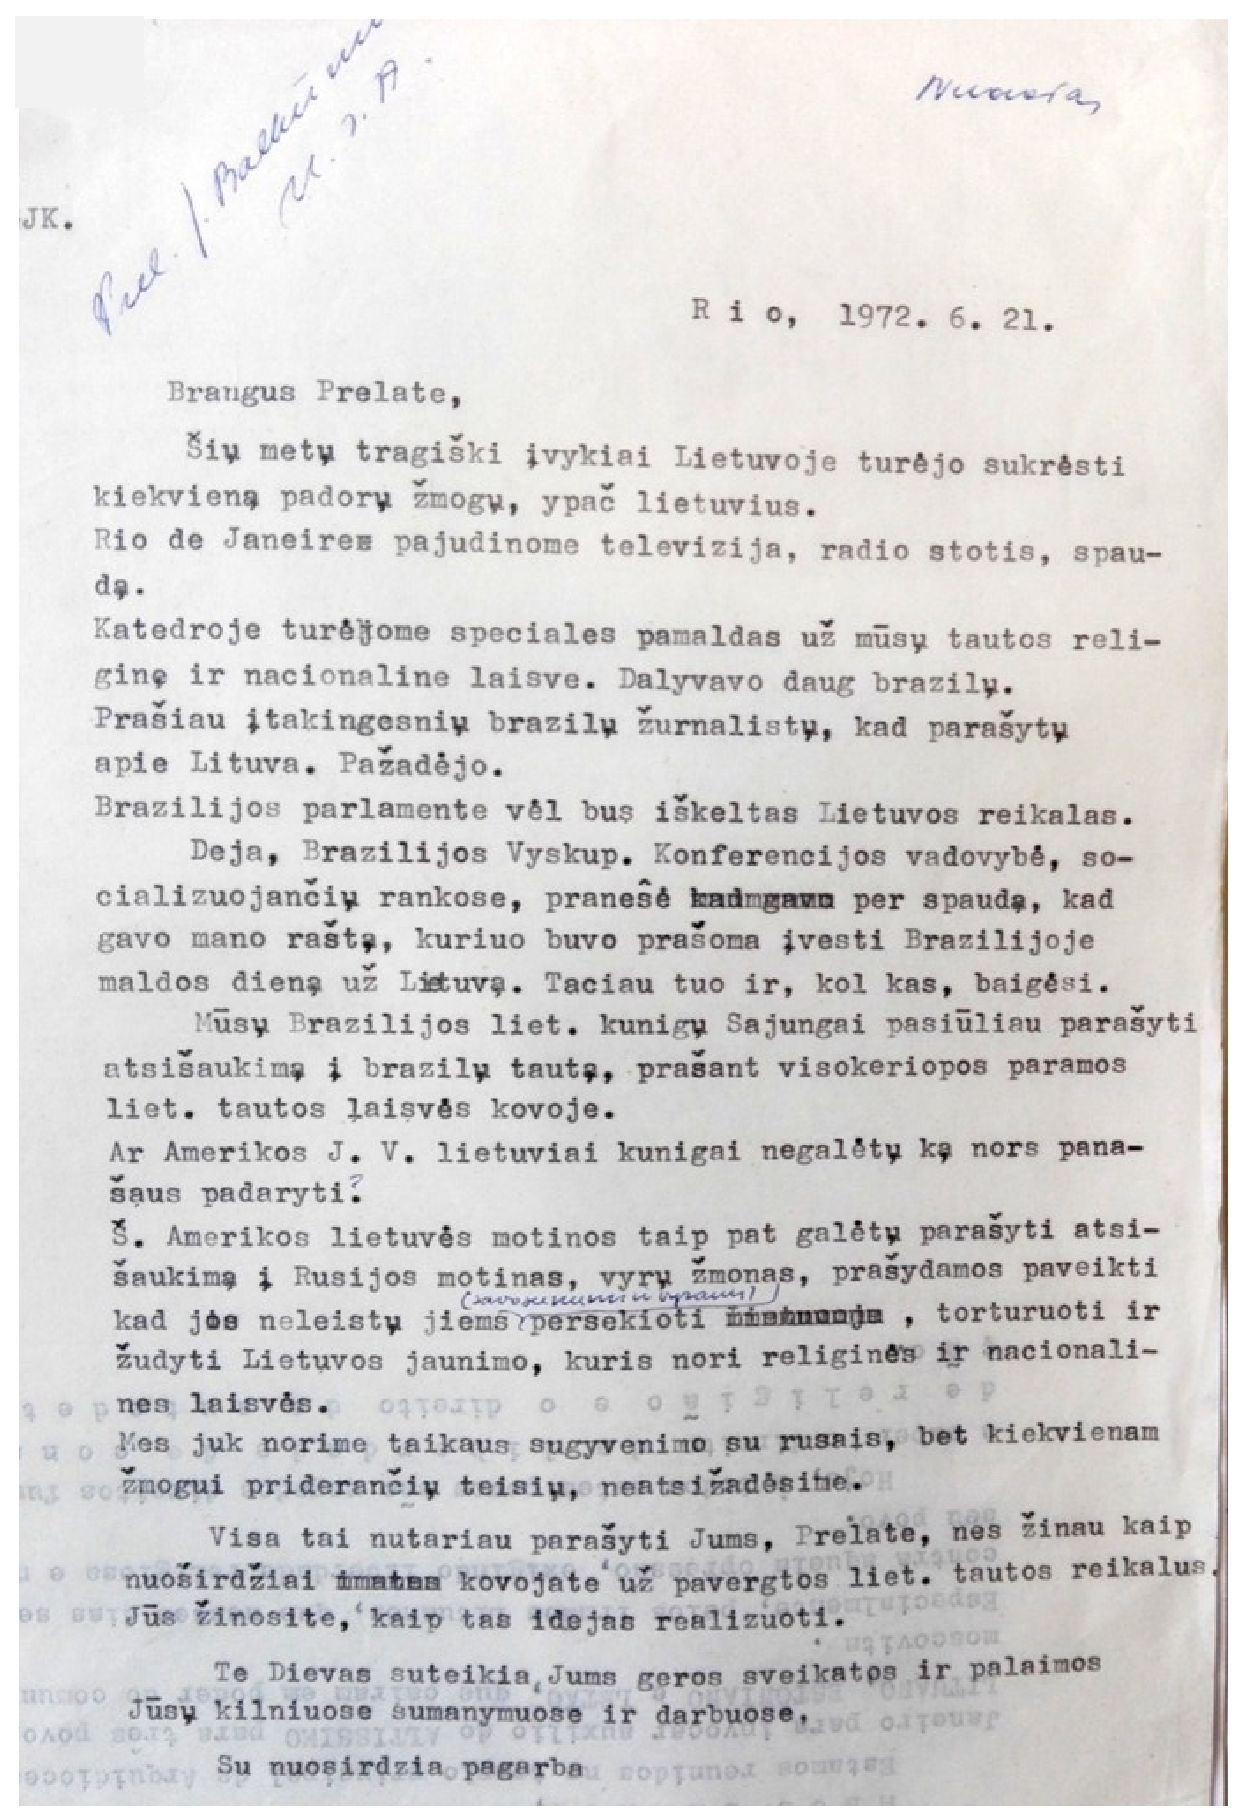 Prel. J. Balkūnui
U. S. A.
Nuorašas
JK.
R i o, 1972. 6. 21.
Brangus Prelate,
Šių metų tragiški įvykiai Lietuvoje turėjo sukrėsti
kiekvieną padorų žmogų, ypač lietuvius.
Rio de Janeire pajudinome televizija, radio stotis, spau-
dą.
Katedroje turėjome speciales pamaldas už mūsų tautos reli-
ginę ir nacionaline laisve. Dalyvavo daug brazilų.
Prašiau įtakingesnių brazilų žurnalistų, kad parašytų
apie Lituva. Pažadėjo.
Brazilijos parlamente vėl bus iškeltas Lietuvos reikalas.
Deja, Brazilijos Vyskup. Konferencijos vadovybė, so-
cializuojančių rankose, pranešė per spaudą, kad
gavo mano raštą, kuriuo buvo prašoma įvesti Brazilijoje
maldos dieną už Lietuvą. Taciau tuo ir, kol kas, baigėsi.
Mūsų Brazilijos liet. kunigų Sajungai pasiūliau parašyti
atsišaukimą į brazilų tautą, prašant visokeriopos paramos
liet. tautos laisvės kovoje.
Ar Amerikos J. V. lietuviai kunigai negalėtų ką nors pana-
šaus padaryti?
Š. Amerikos lietuvės motinos taip pat galėtų parašyti atsi-
šaukimą į Rusijos motinas, vyrų žmonas, prašydamos paveikti
kad jos neleistų jiems persekioti , torturuoti ir
žudyti Lietuvos jaunimo, kuris nori religinės ir nacionali-
nes laisvės.
Mes juk norime taikaus sugyvenimo su rusais, bet kiekvienam
žmogui priderančių teisių, neatsižadėsime.
Visa tai nutariau parašyti Jums, Prelate, nes žinau kaip
nuoširdžiai kovojate už pavergtos liet. tautos reikalus.
Jūs žinosite, kaip tas idejas realizuoti.
Te Dievas suteikia Jums geros sveikatos ir palaimos
Jūsų kilniuose sumanymuose ir darbuose.
Su nuosirdzia pagarba